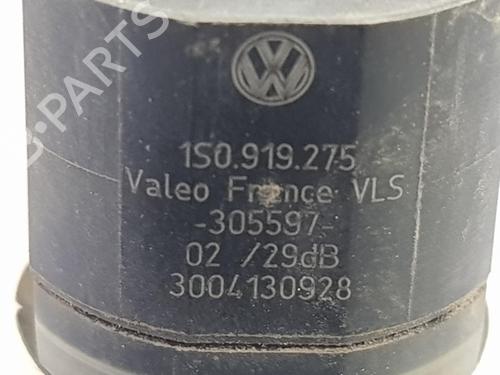 1S0.919.275
Valeo France VLS
-305597-
02 /29dB
3004130928
B-PARTS